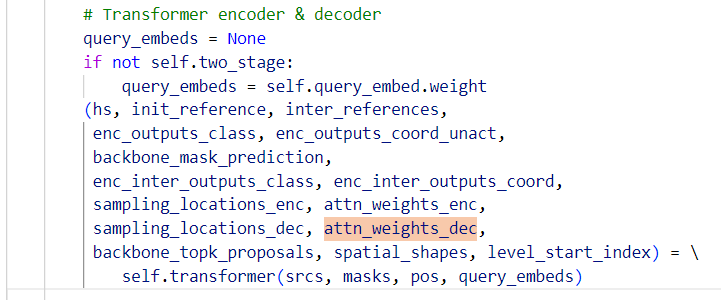 # Transformer encoder & decoder
query_embeds = None
if not self.two_stage:
query_embeds = self.query_embed.weight
(hs, init_reference, inter_references,
enc_outputs_class, enc_outputs_coord_unact,
backbone_mask_prediction,
enc_inter_outputs_class, enc_inter_outputs_coord,
sampling_locations_enc, attn_weights_enc,
sampling_locations_dec, attn_weights_dec,
backbone_topk_proposals, spatial_shapes, level_start_index) = \
self.transformer(srcs, masks, pos, query_embeds)